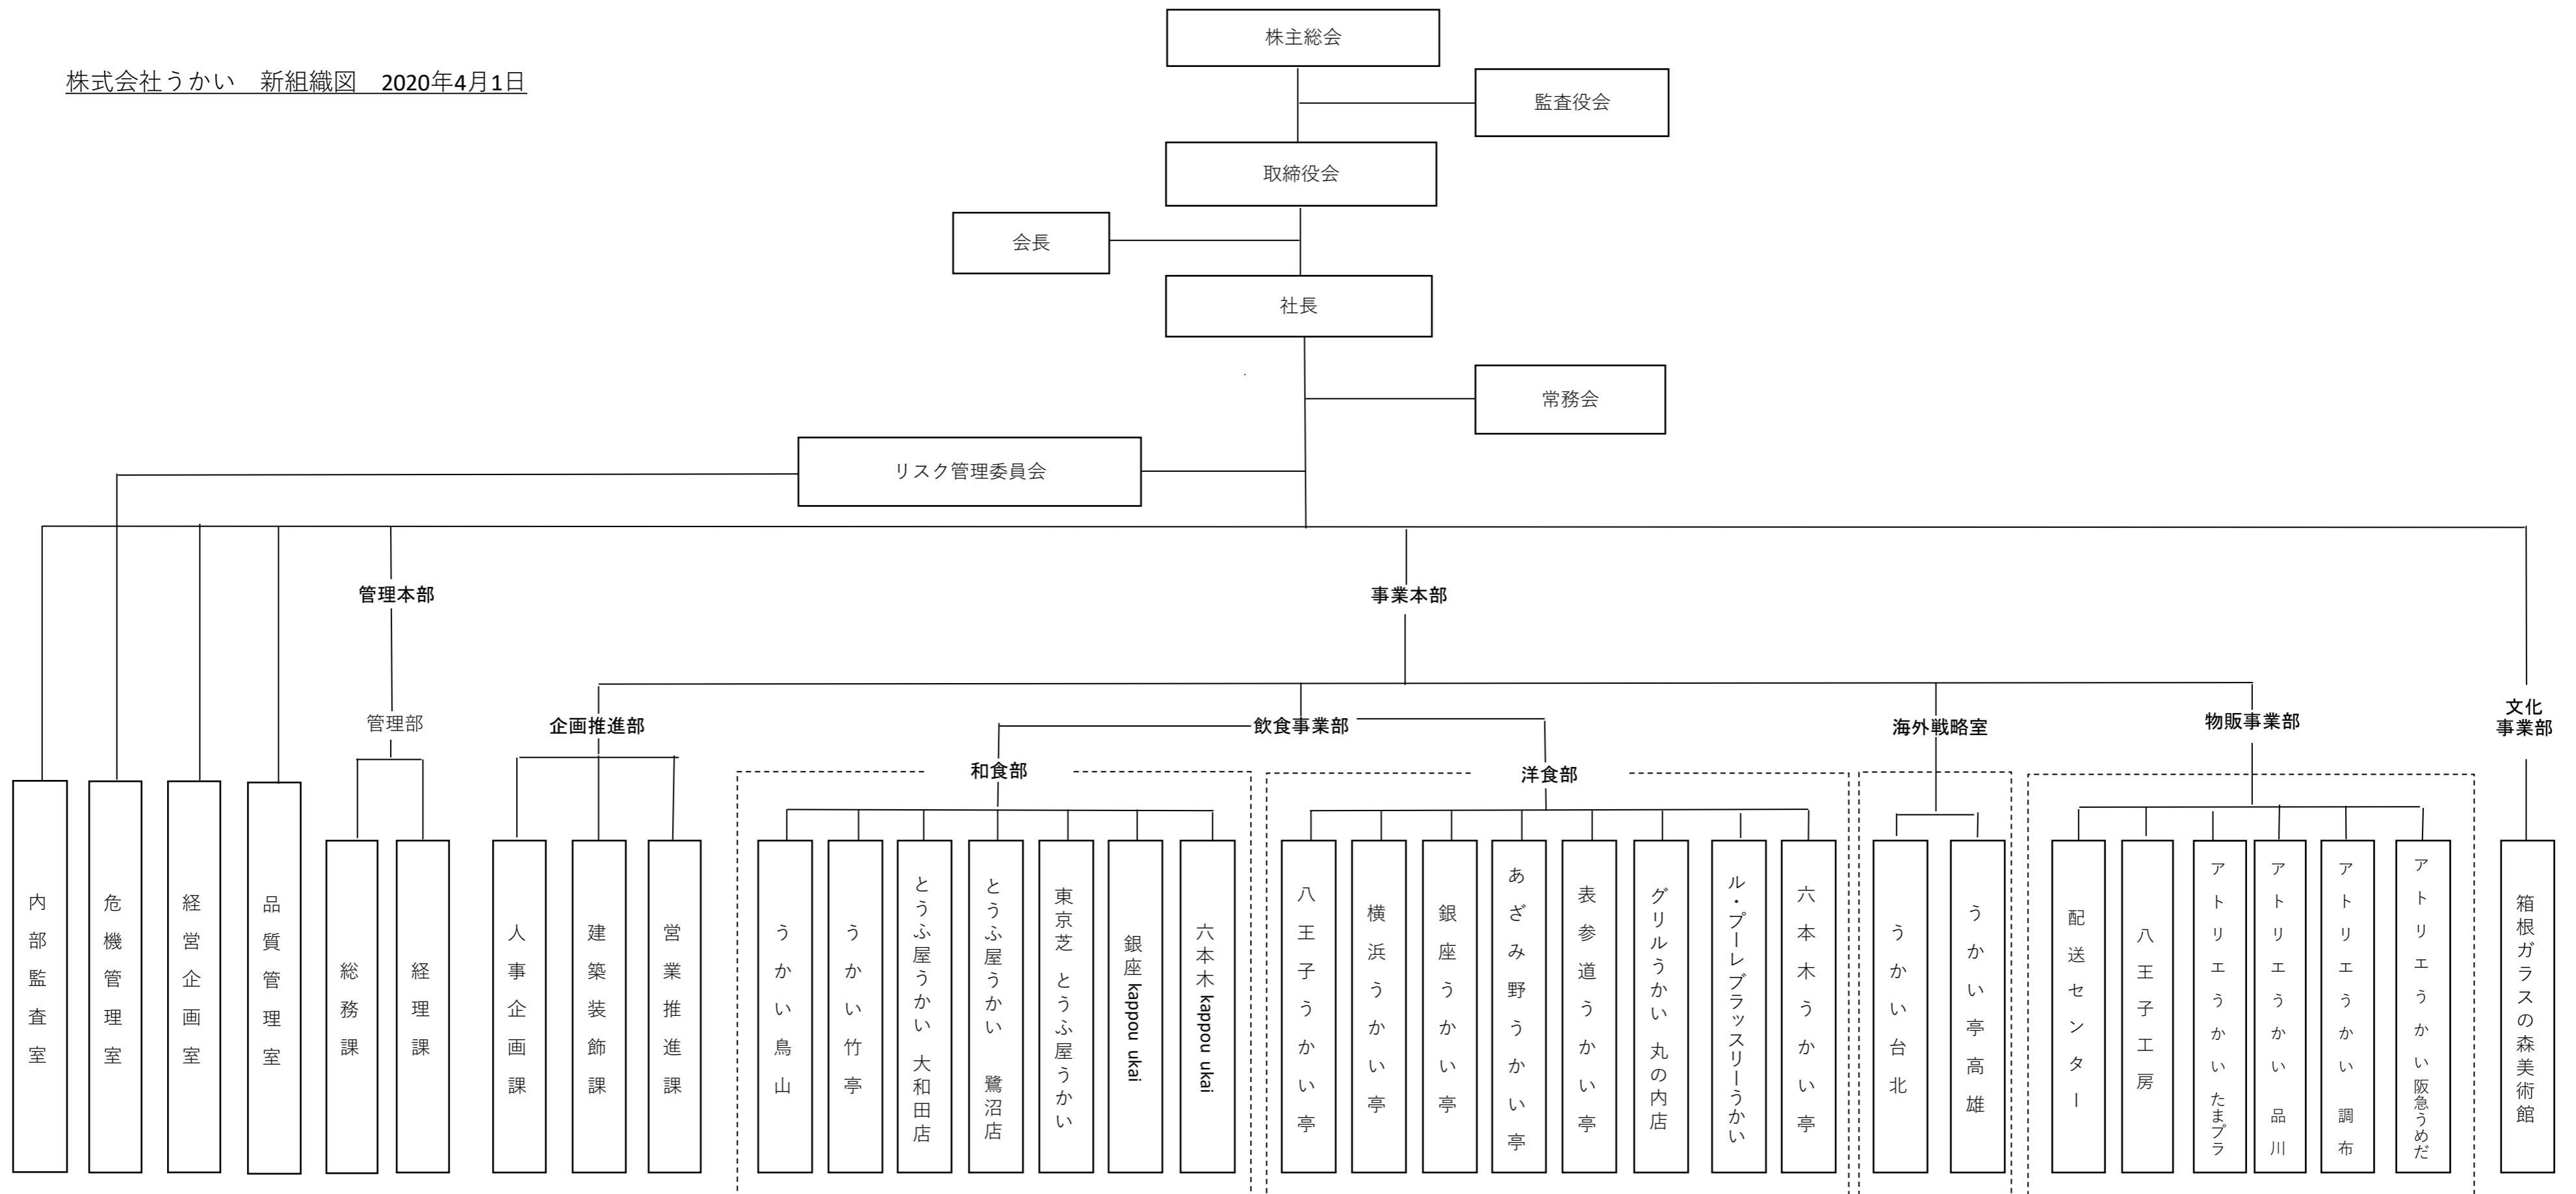 株式会社うかい　新組織図　2020年4月1日
株主総会
監査役会
取締役会
会長
社長
常務会
リスク管理委員会
管理本部
事業本部
管理部
企画推進部
飲食事業部
海外戦略室
物販事業部
文化
事業部
和食部
洋食部
内部監査室
危機管理室
経営企画室
品質管理室
総務課
経理課
人事企画課
建築装飾課
営業推進課
うかい鳥山
うかい竹亭
とうふ屋うかい 大和田店
とうふ屋うかい 鷺沼店
東京芝 とうふ屋うかい
銀座 kappou ukai
六本木 kappou ukai
八王子うかい亭
横浜うかい亭
銀座うかい亭
あざみ野うかい亭
表参道うかい亭
グリルうかい 丸の内店
ル・プーレブラッスリーうかい
六本木うかい亭
うかい台北
うかい亭高雄
配送センター
八王子工房
アトリエうかい たまプラ
アトリエうかい 品川
アトリエうかい 調布
アトリエうかい 阪急うめだ
箱根ガラスの森美術館